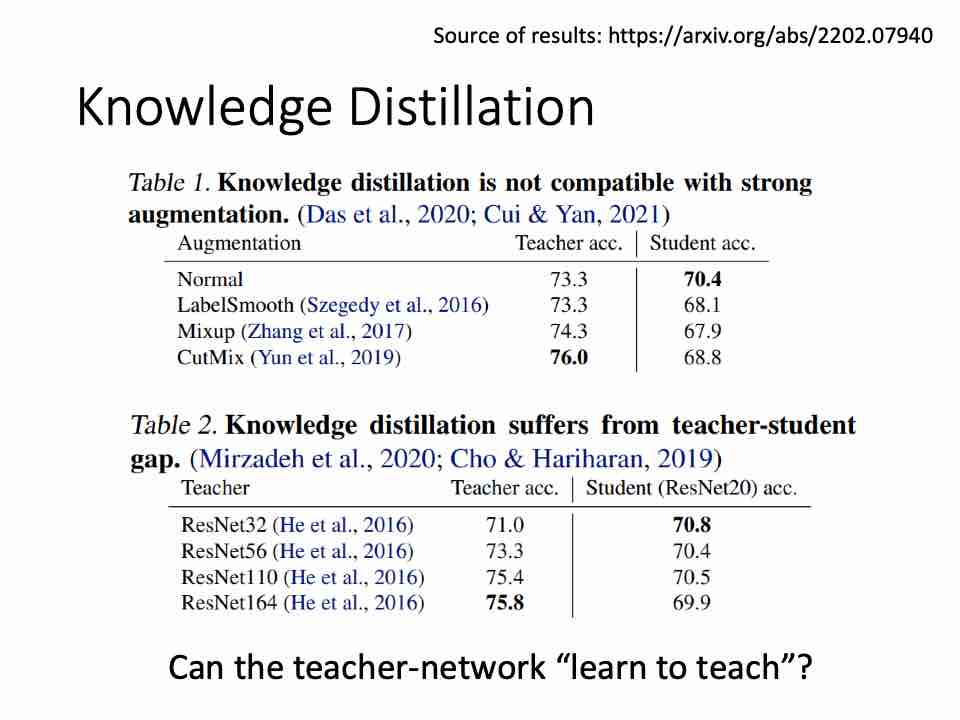 Source of results: https://arxiv.org/abs/2202.07940
Knowledge Distillation
Table 1. Knowledge distillation is not compatible with strong
augmentation. (Das et al., 2020; Cui & Yan, 2021)
Augmentation Teacher acc. Student acc.
Normal 73.3 70.4
LabelSmooth (Szegedy et al., 2016) 73.3 68.1
Mixup (Zhang et al., 2017) 74.3 67.9
CutMix (Yun et al., 2019) 76.0 68.8
Table 2. Knowledge distillation suffers from teacher-student
gap. (Mirzadeh et al., 2020; Cho & Hariharan, 2019)
Teacher Teacher acc. Student (ResNet20) acc.
ResNet32 (He et al., 2016) 71.0 70.8
ResNet56 (He et al., 2016) 73.3 70.4
ResNet110 (He et al., 2016) 75.4 70.5
ResNet164 (He et al., 2016) 75.8 69.9
Can the teacher-network “learn to teach”?